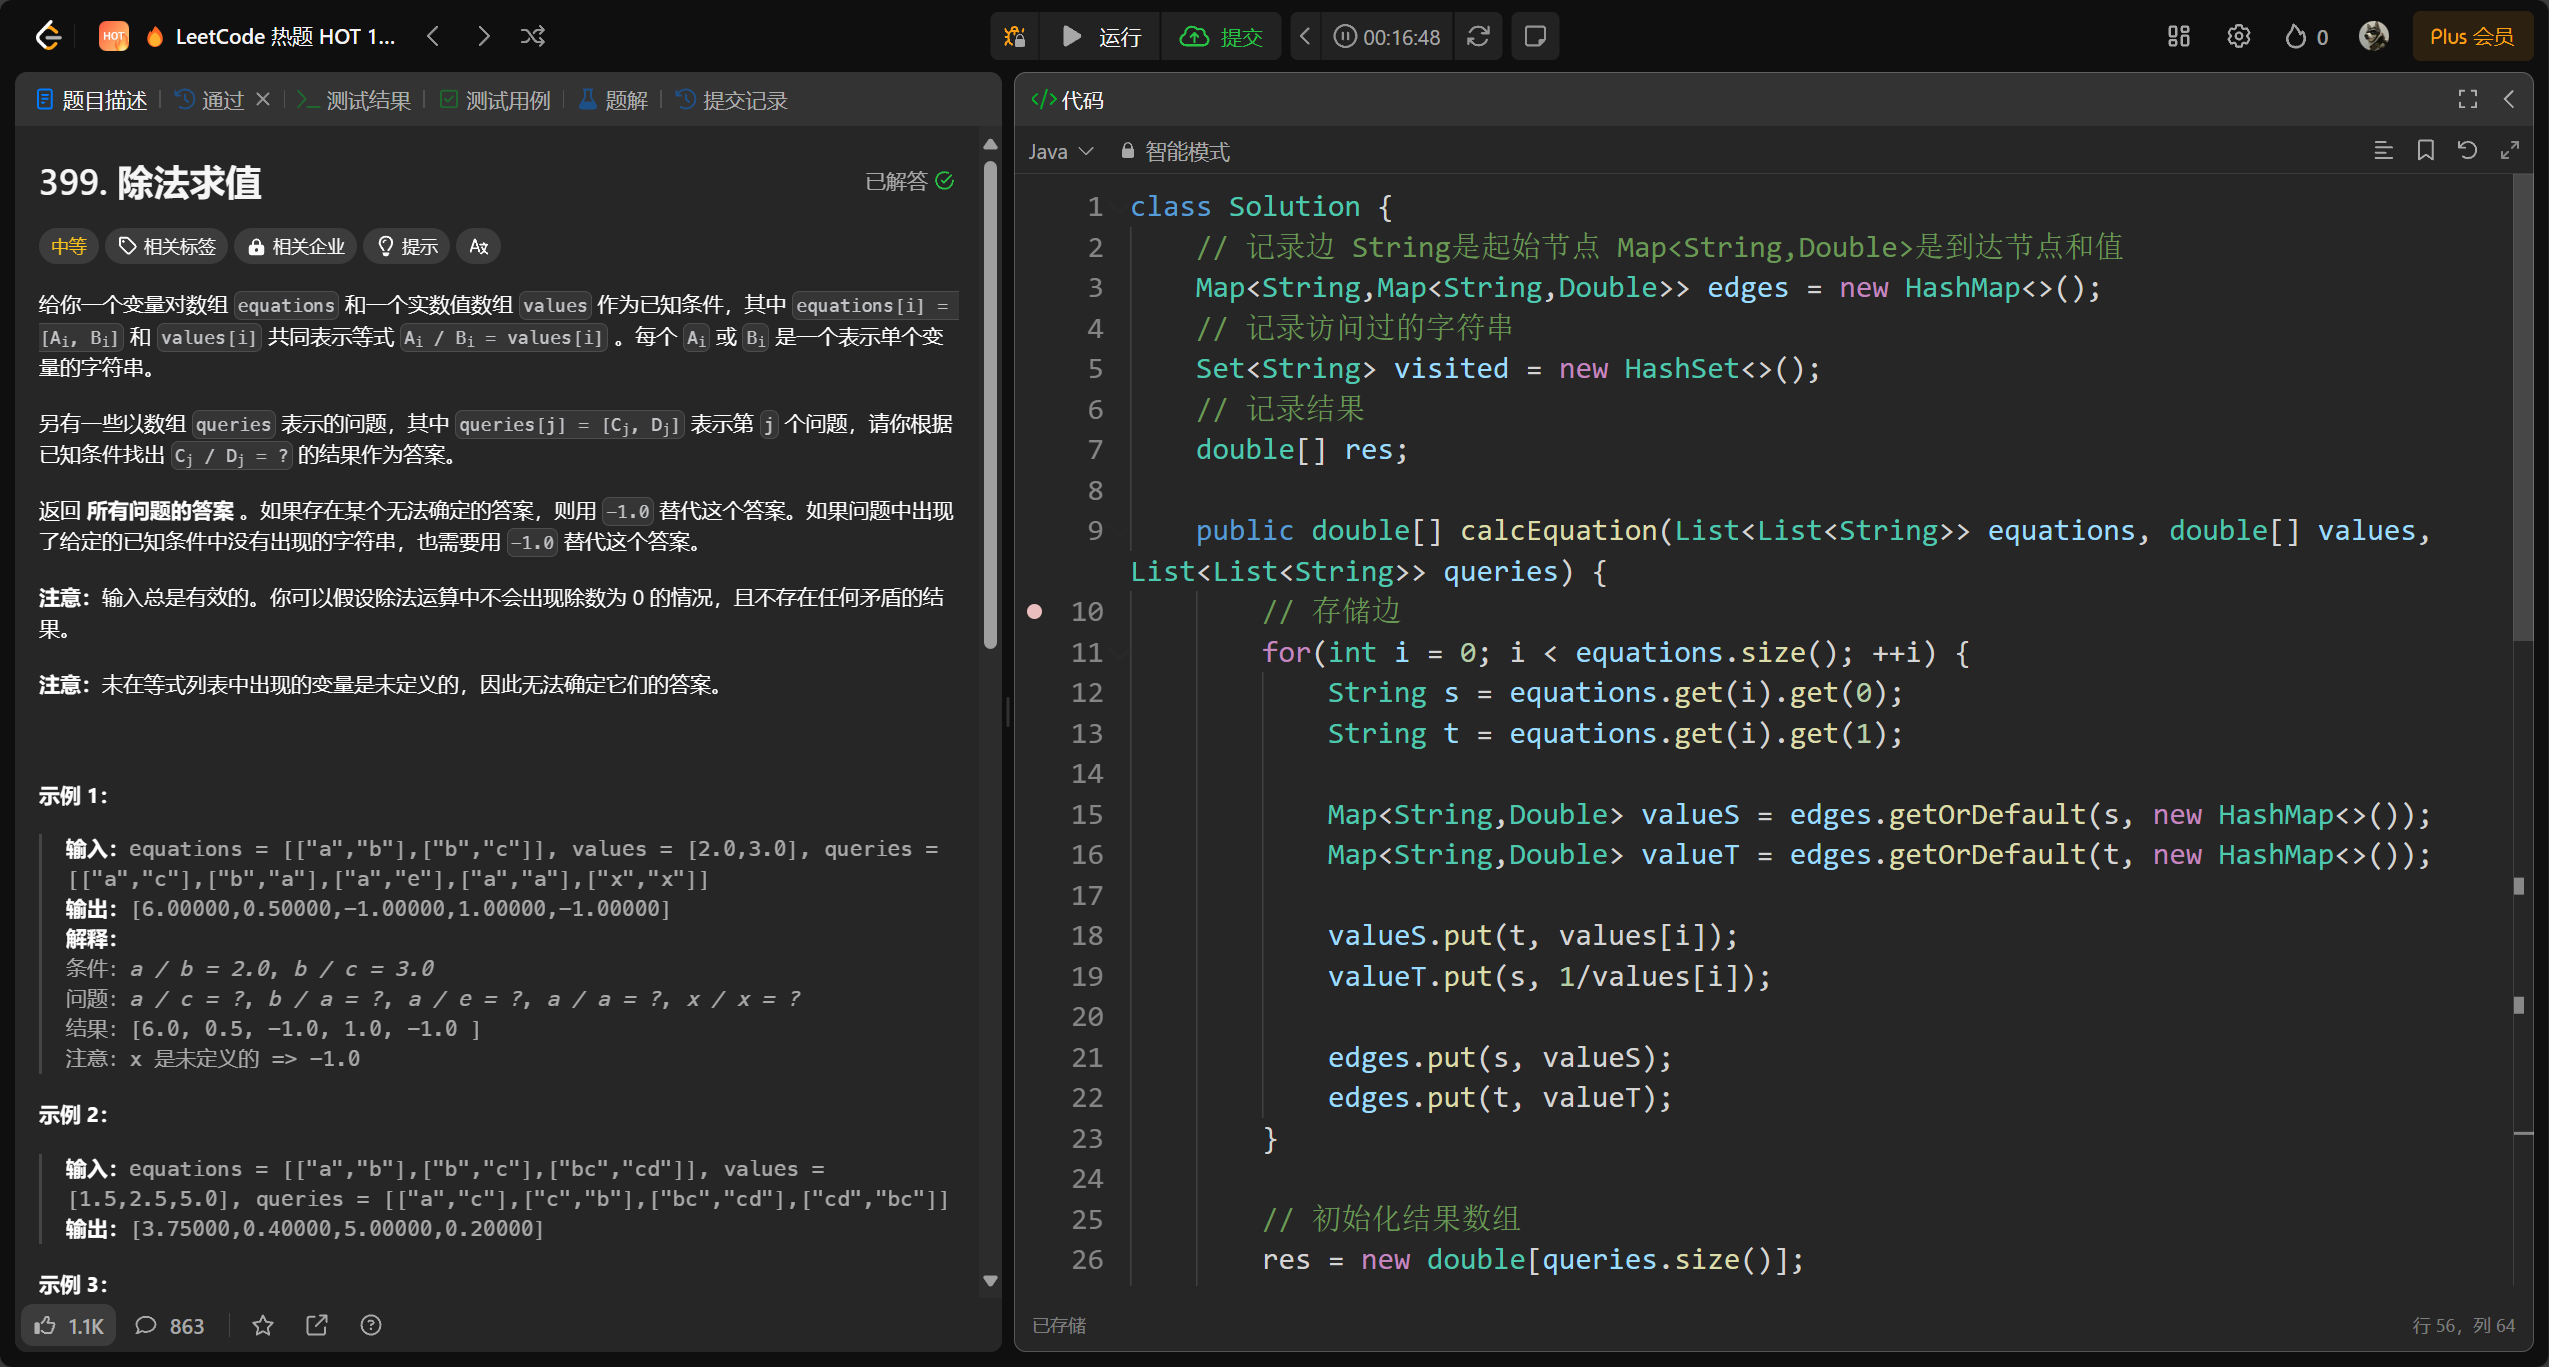 HOT LeetCode 热题 HOT 1... 运行 提交 00:16:48 0 Plus 会员
题目描述 通过 测试结果 测试用例 题解 提交记录
399. 除法求值 已解答
中等 相关标签 相关企业 提示
给你一个变量对数组 equations 和一个实数值数组 values 作为已知条件，其中 equations[i] =
[Ai, Bi] 和 values[i] 共同表示等式 Ai / Bi = values[i] 。每个 Ai 或 Bi 是一个表示单个变
量的字符串。
另有一些以数组 queries 表示的问题，其中 queries[j] = [Cj, Dj] 表示第 j 个问题，请你根据
已知条件找出 Cj / Dj = ? 的结果作为答案。
返回 所有问题的答案 。如果存在某个无法确定的答案，则用 -1.0 替代这个答案。如果问题中出现
了给定的已知条件中没有出现的字符串，也需要用 -1.0 替代这个答案。
注意：输入总是有效的。你可以假设除法运算中不会出现除数为 0 的情况，且不存在任何矛盾的结
果。
注意：未在等式列表中出现的变量是未定义的，因此无法确定它们的答案。
示例 1：
输入：equations = [["a","b"],["b","c"]], values = [2.0,3.0], queries =
[["a","c"],["b","a"],["a","e"],["a","a"],["x","x"]]
输出：[6.00000,0.50000,-1.00000,1.00000,-1.00000]
解释：
条件：a / b = 2.0, b / c = 3.0
问题：a / c = ?, b / a = ?, a / e = ?, a / a = ?, x / x = ?
结果：[6.0, 0.5, -1.0, 1.0, -1.0 ]
注意：x 是未定义的 => -1.0
示例 2：
输入：equations = [["a","b"],["b","c"],["bc","cd"]], values =
[1.5,2.5,5.0], queries = [["a","c"],["c","b"],["bc","cd"],["cd","bc"]]
输出：[3.75000,0.40000,5.00000,0.20000]
示例 3：
1.1K 863
</> 代码
Java 智能模式
1 class Solution {
2 // 记录边 String是起始节点 Map<String,Double>是到达节点和值
3 Map<String,Map<String,Double>> edges = new HashMap<>();
4 // 记录访问过的字符串
5 Set<String> visited = new HashSet<>();
6 // 记录结果
7 double[] res;
8
9 public double[] calcEquation(List<List<String>> equations, double[] values,
List<List<String>> queries) {
10 // 存储边
11 for(int i = 0; i < equations.size(); ++i) {
12 String s = equations.get(i).get(0);
13 String t = equations.get(i).get(1);
14
15 Map<String,Double> valueS = edges.getOrDefault(s, new HashMap<>());
16 Map<String,Double> valueT = edges.getOrDefault(t, new HashMap<>());
17
18 valueS.put(t, values[i]);
19 valueT.put(s, 1/values[i]);
20
21 edges.put(s, valueS);
22 edges.put(t, valueT);
23 }
24
25 // 初始化结果数组
26 res = new double[queries.size()];
已存储 行 56，列 64